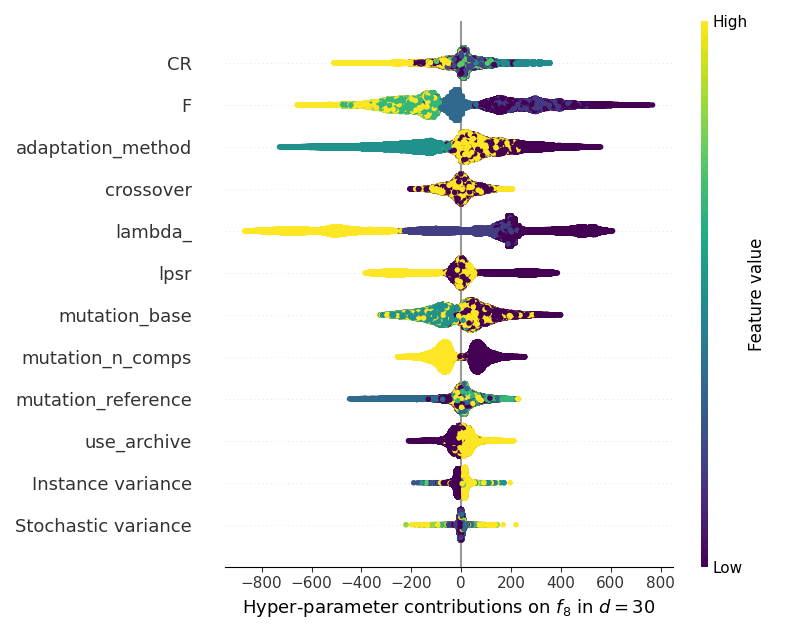 High
CR
F
adaptation_method
crossover
lambda_
lpsr
mutation_base
mutation_n_comps
mutation_reference
use_archive
Instance variance
Stochastic variance
Feature value
Low
−800 −600 −400 −200 0 200 400 600 800
Hyper-parameter contributions on f₈ in d = 30